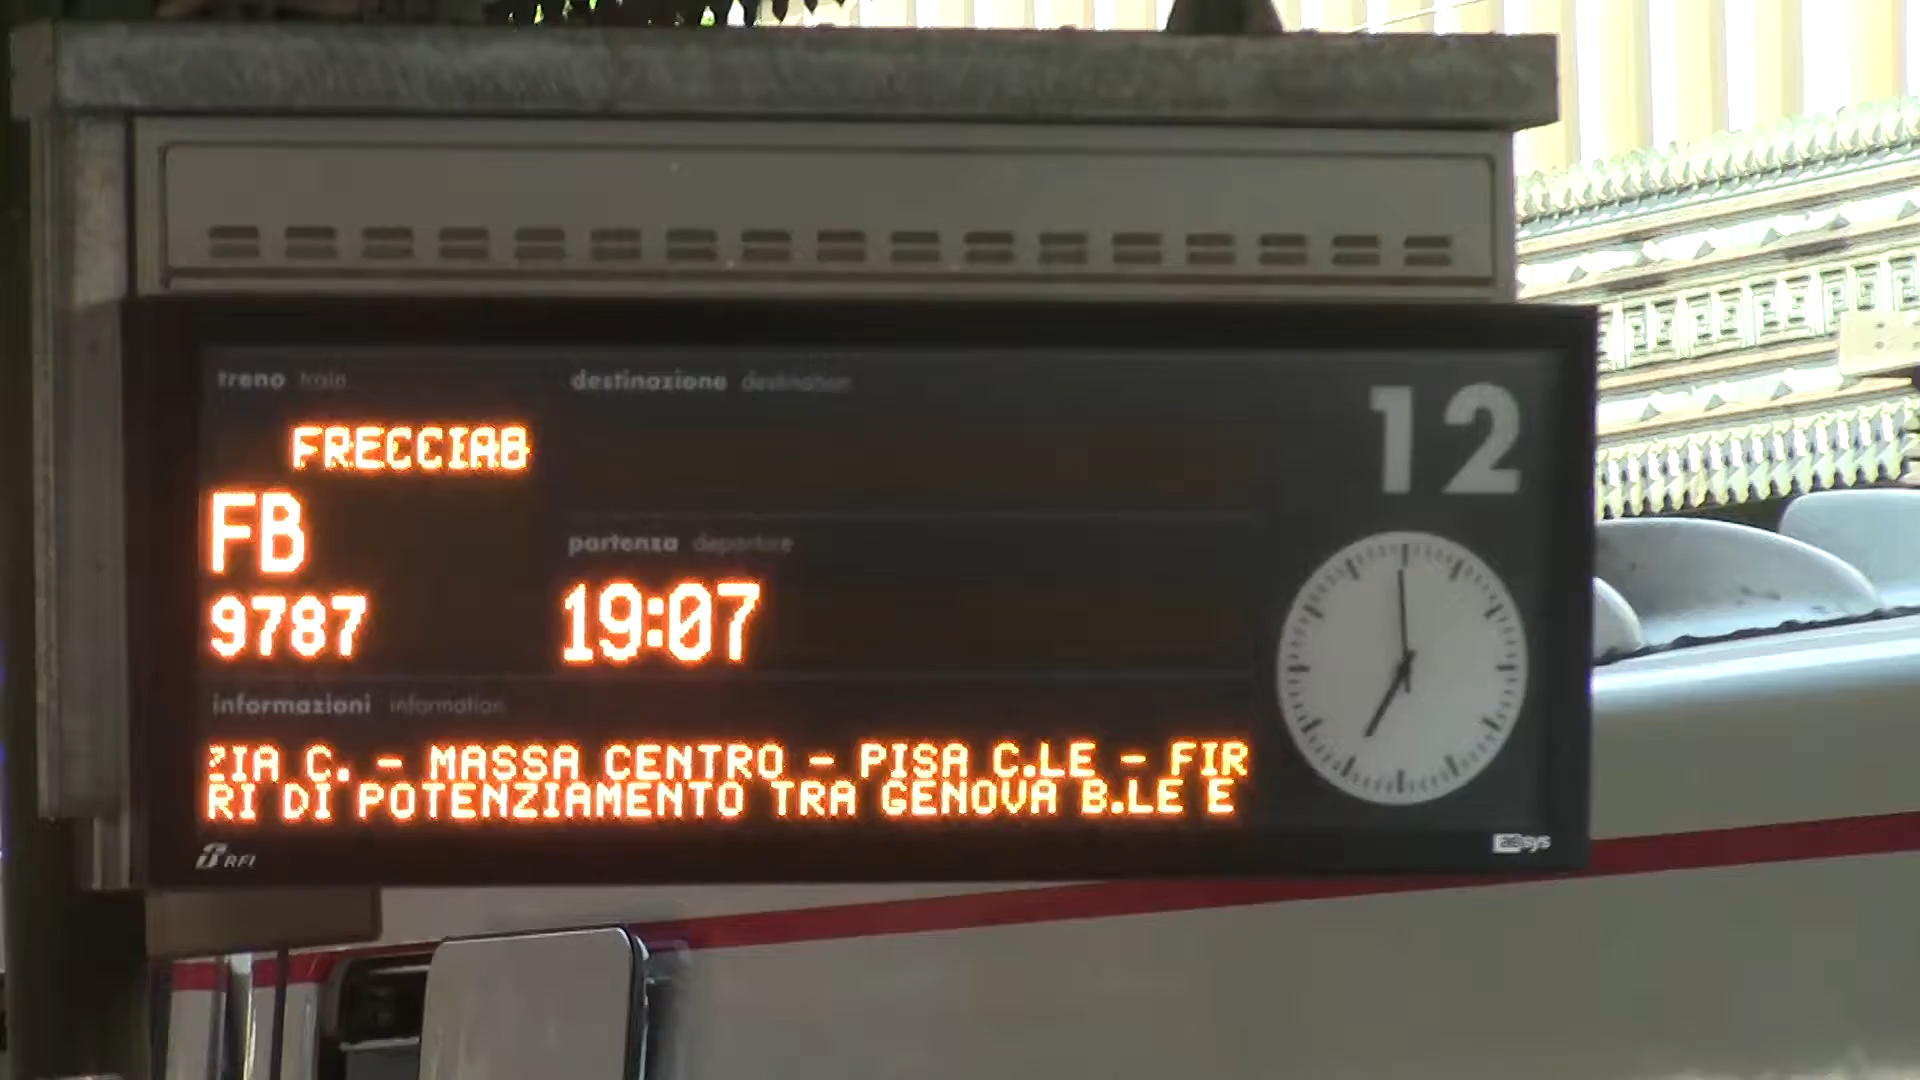 treno train
destinazione destination
12
FRECCIAB
FB
partenza departure
9787
19:07
informazioni information
ZIA C. - MASSA CENTRO - PISA C.LE - FIR
RI DI POTENZIAMENTO TRA GENOVA B.LE E
RFI
aesys